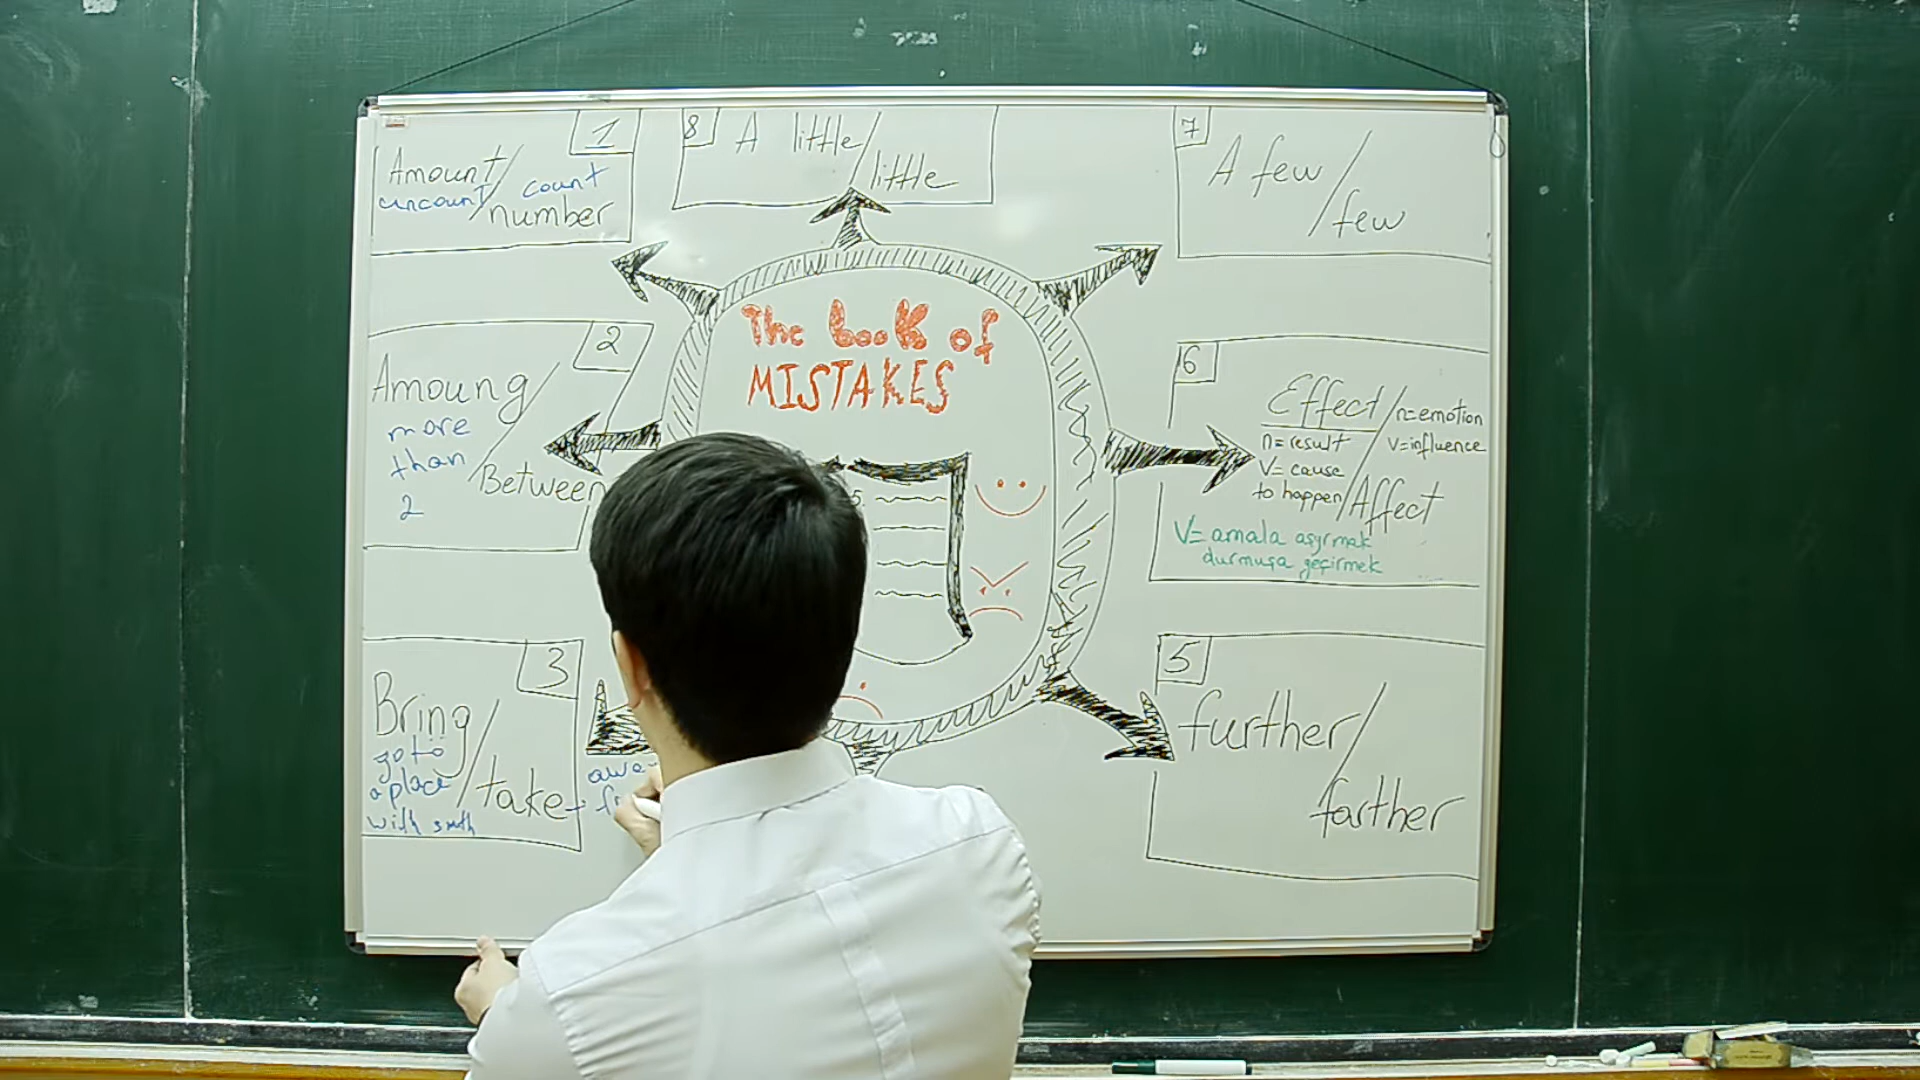 The book of
MISTAKES
1
Amount/
uncount/ count
number
2
Amoung/
more
than
2
Between
3
Bring/
go to
a place
with smth
take
5
further/
farther
6
Effect/
n=result
V= cause
to happen
n=emotion
V=influence
/Affect
V= amala aşyrmak
durmuşa geçirmek
7
A few/
few
8
A little/
little